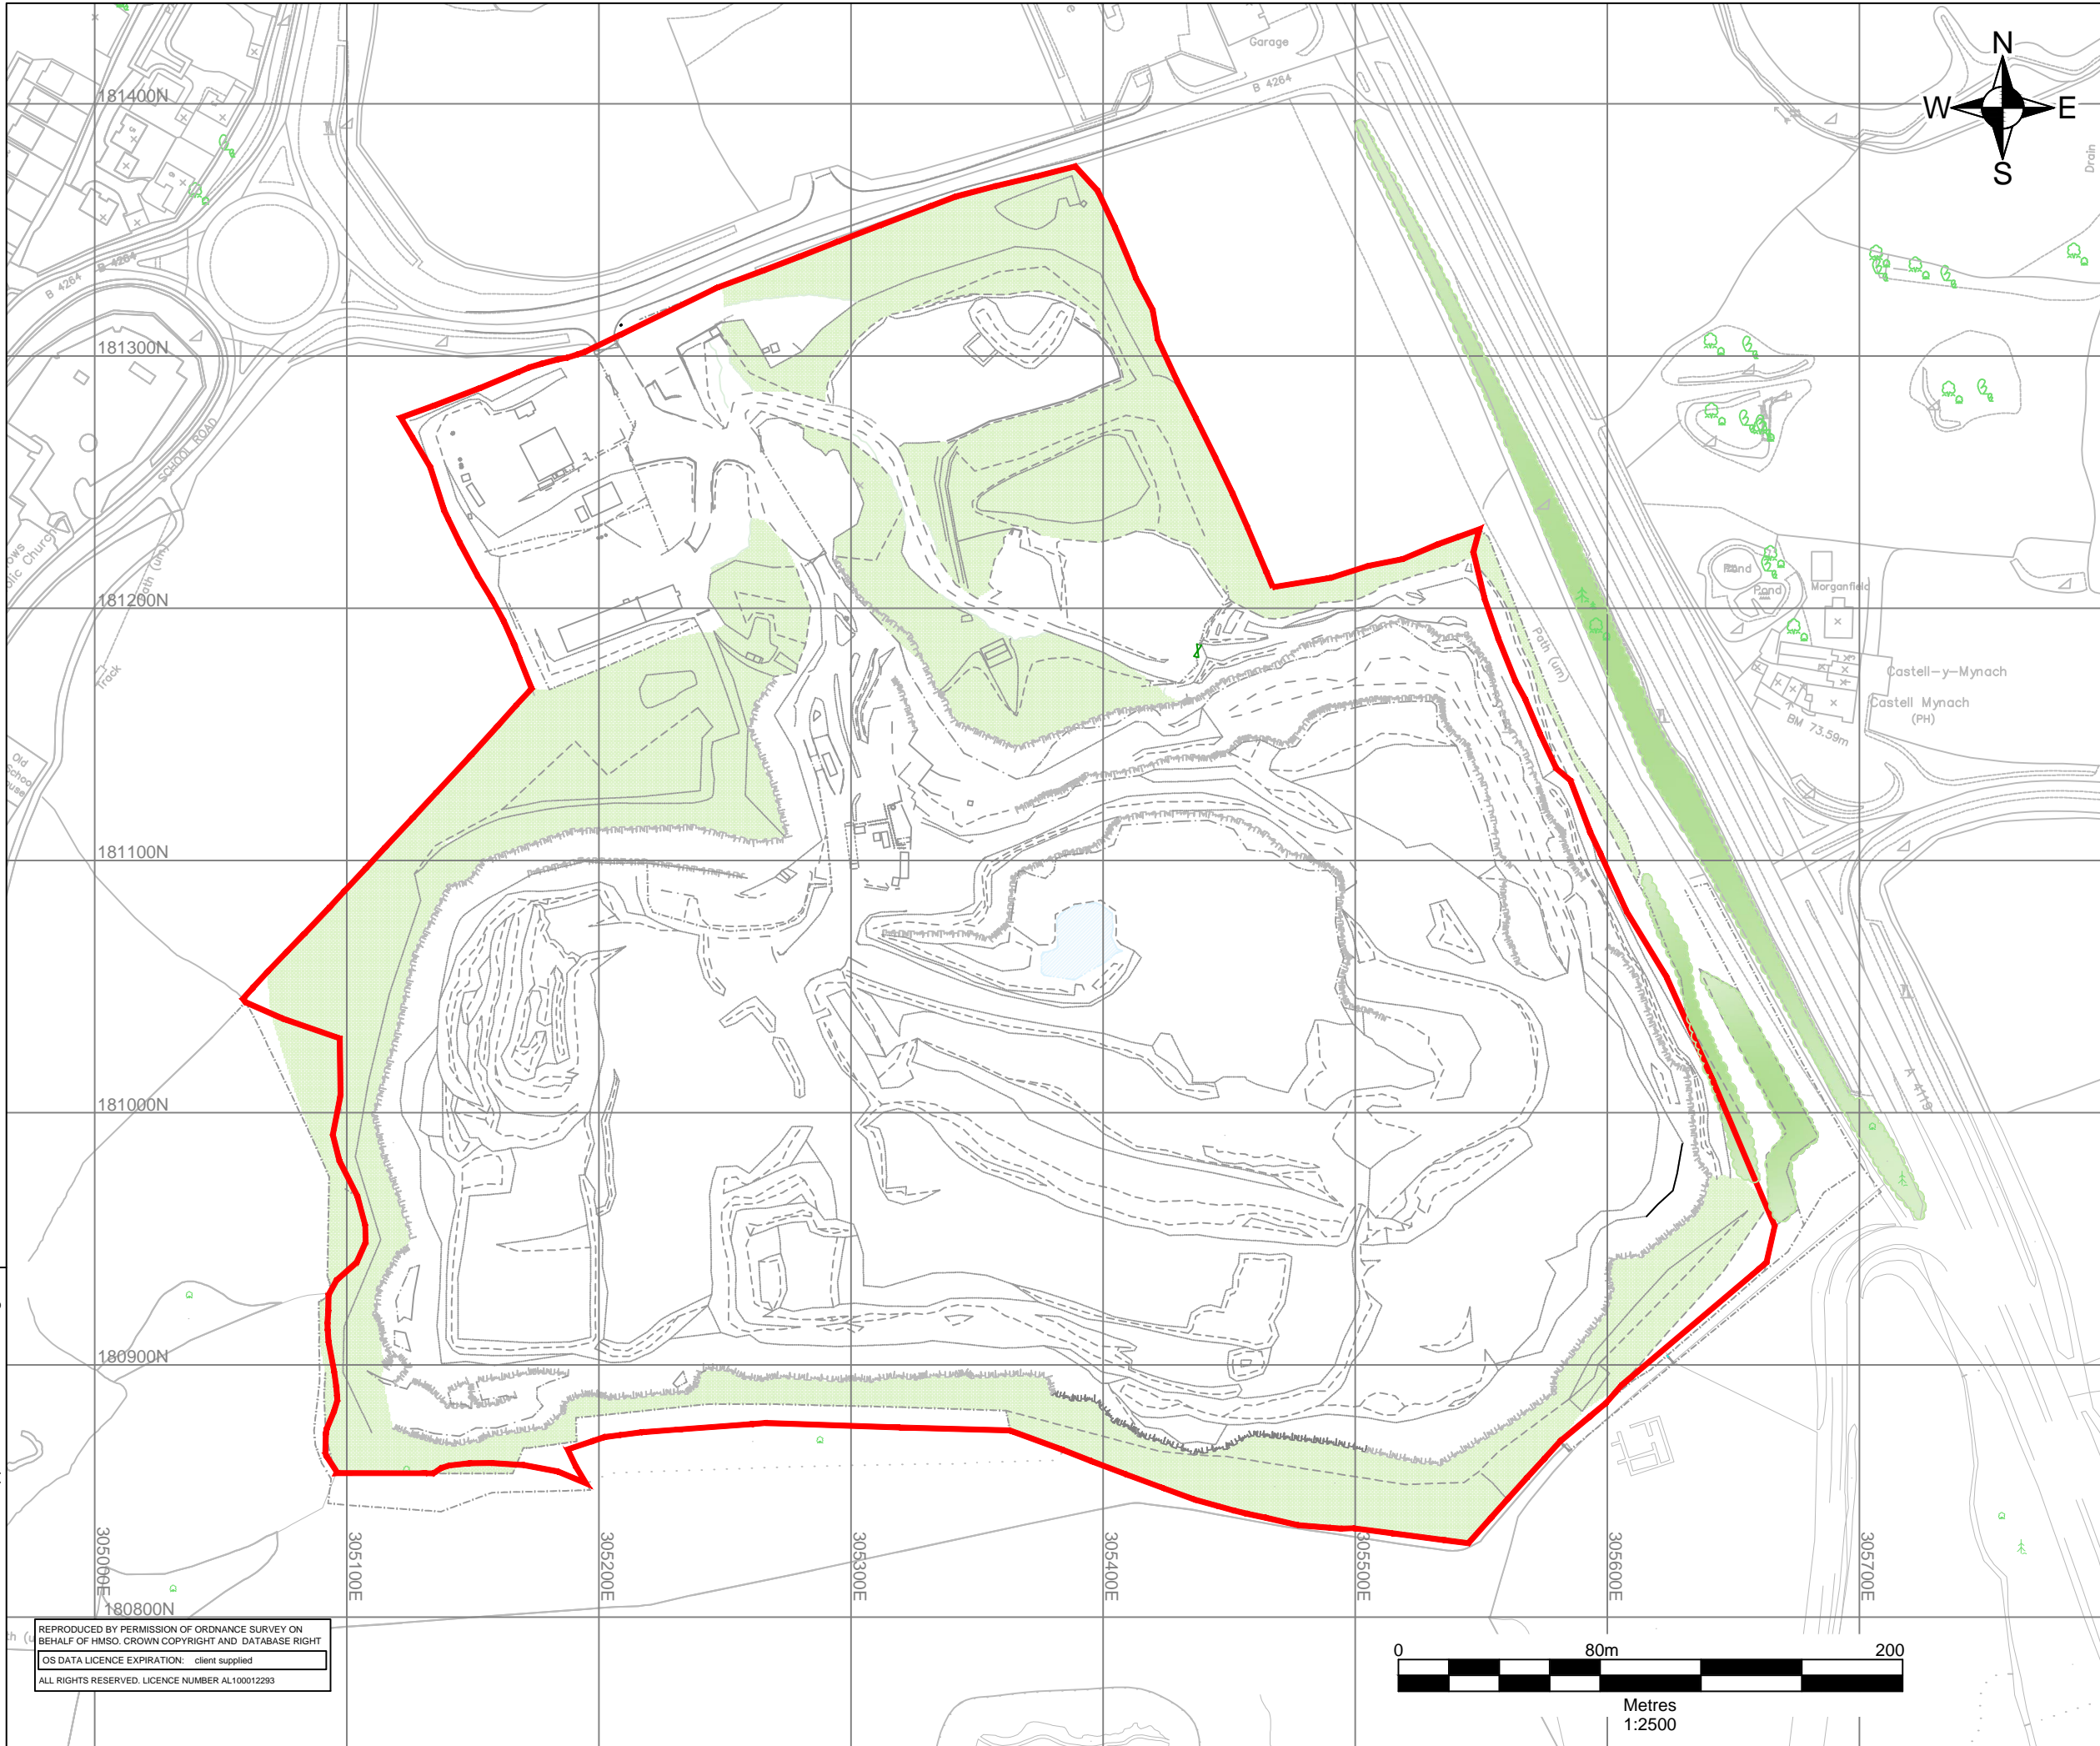 Garage
B 4264
N
W E
S
Drain
181400N
B 4264
B 4264
181300N
SCHOOL ROAD
Path (um)
181200N
Track
Path (um)
Pond
Pond
Morganfield
Castell-y-Mynach
Castell Mynach
(PH)
BM 73.59m
Old
School
House
181100N
181000N
A 4119
180900N
305000E
305100E
305200E
305300E
305400E
305500E
305600E
305700E
180800N
REPRODUCED BY PERMISSION OF ORDNANCE SURVEY ON
BEHALF OF HMSO. CROWN COPYRIGHT AND DATABASE RIGHT
OS DATA LICENCE EXPIRATION: client supplied
ALL RIGHTS RESERVED. LICENCE NUMBER AL100012293
0 80m 200
Metres
1:2500